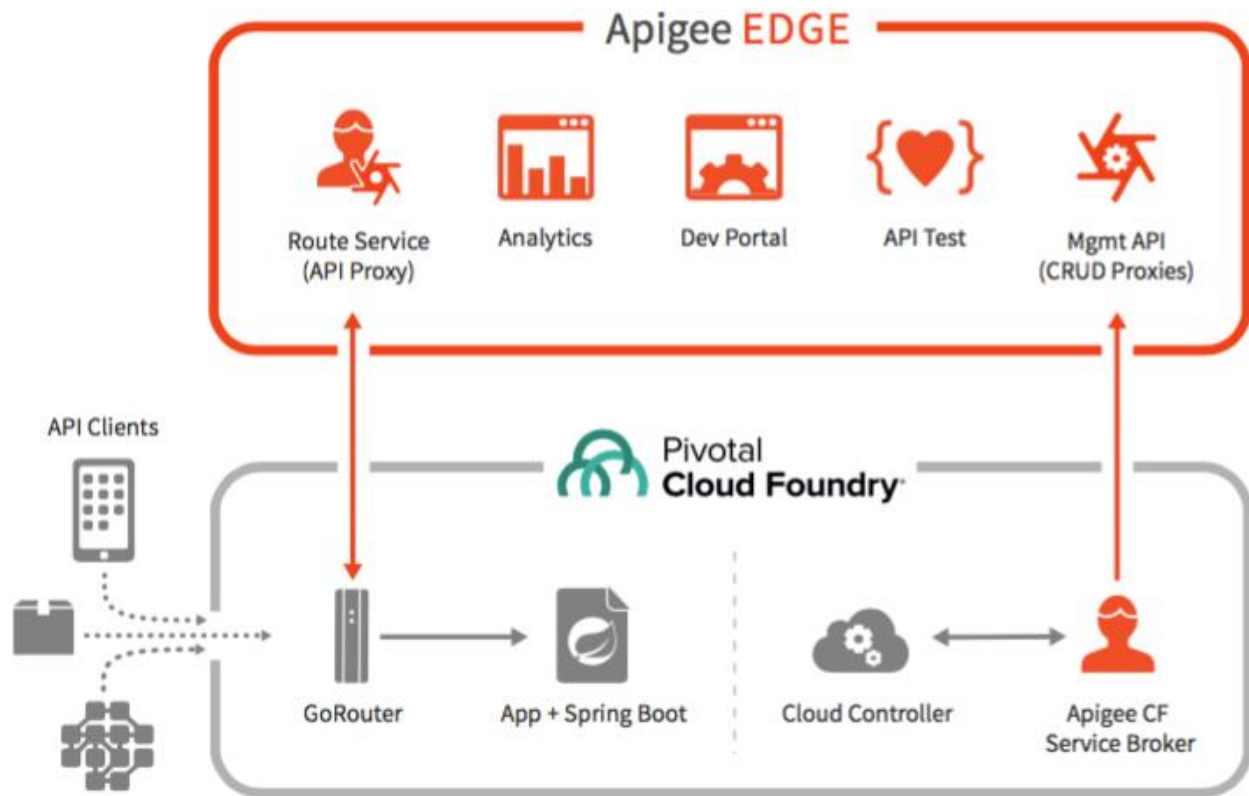 Apigee EDGE
Route Service
(API Proxy)
Analytics
Dev Portal
API Test
Mgmt API
(CRUD Proxies)
API Clients
Pivotal
Cloud Foundry
GoRouter
App + Spring Boot
Cloud Controller
Apigee CF
Service Broker